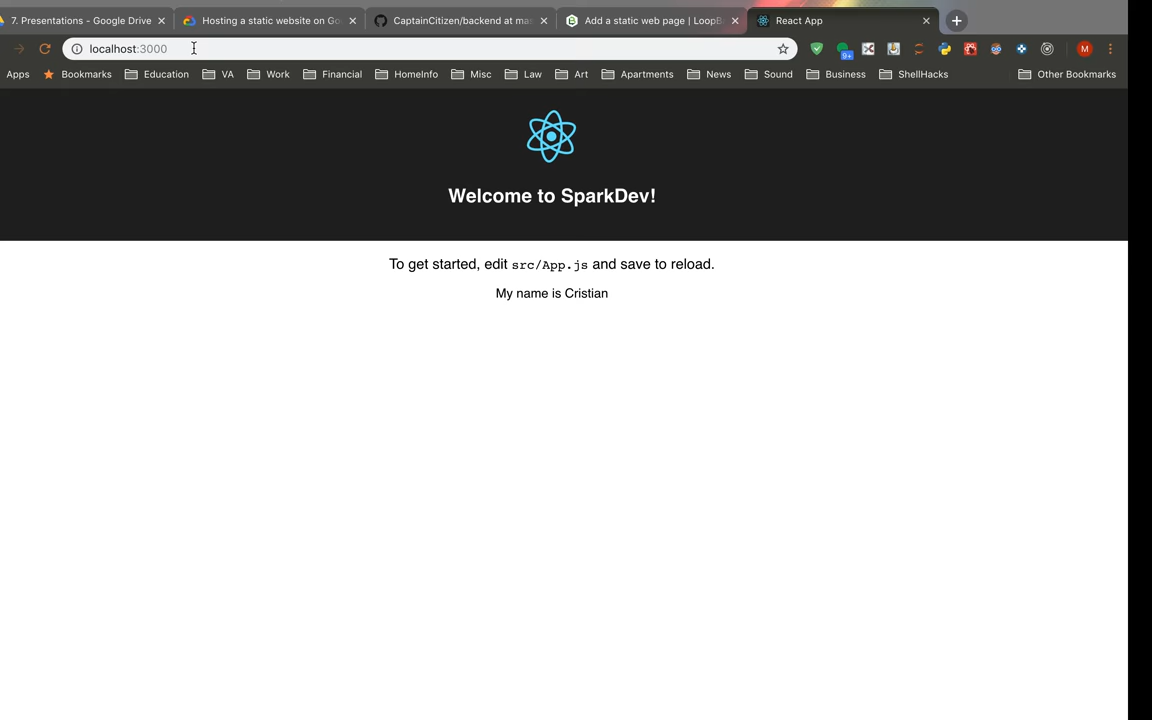 7. Presentations - Google Drive
Hosting a static website on Go
CaptainCitizen/backend at ma
Add a static web page | LoopB
React App
localhost:3000
9+
M
Apps
Bookmarks
Education
VA
Work
Financial
HomeInfo
Misc
Law
Art
Apartments
News
Sound
Business
ShellHacks
Other Bookmarks
Welcome to SparkDev!
To get started, edit src/App.js and save to reload.
My name is Cristian